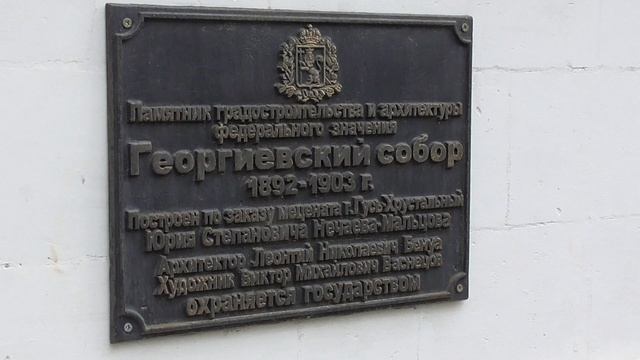 Памятник градостроительства и архитектуры
федерального значения
Георгиевский собор
1892-1903 г.
Построен по заказу мецената г.Гусь-Хрустальный
Юрия Степановича Нечаева-Мальцова
Архитектор Леонтий Николаевич Бенуа
Художник Виктор Михайлович Васнецов
охраняется государством